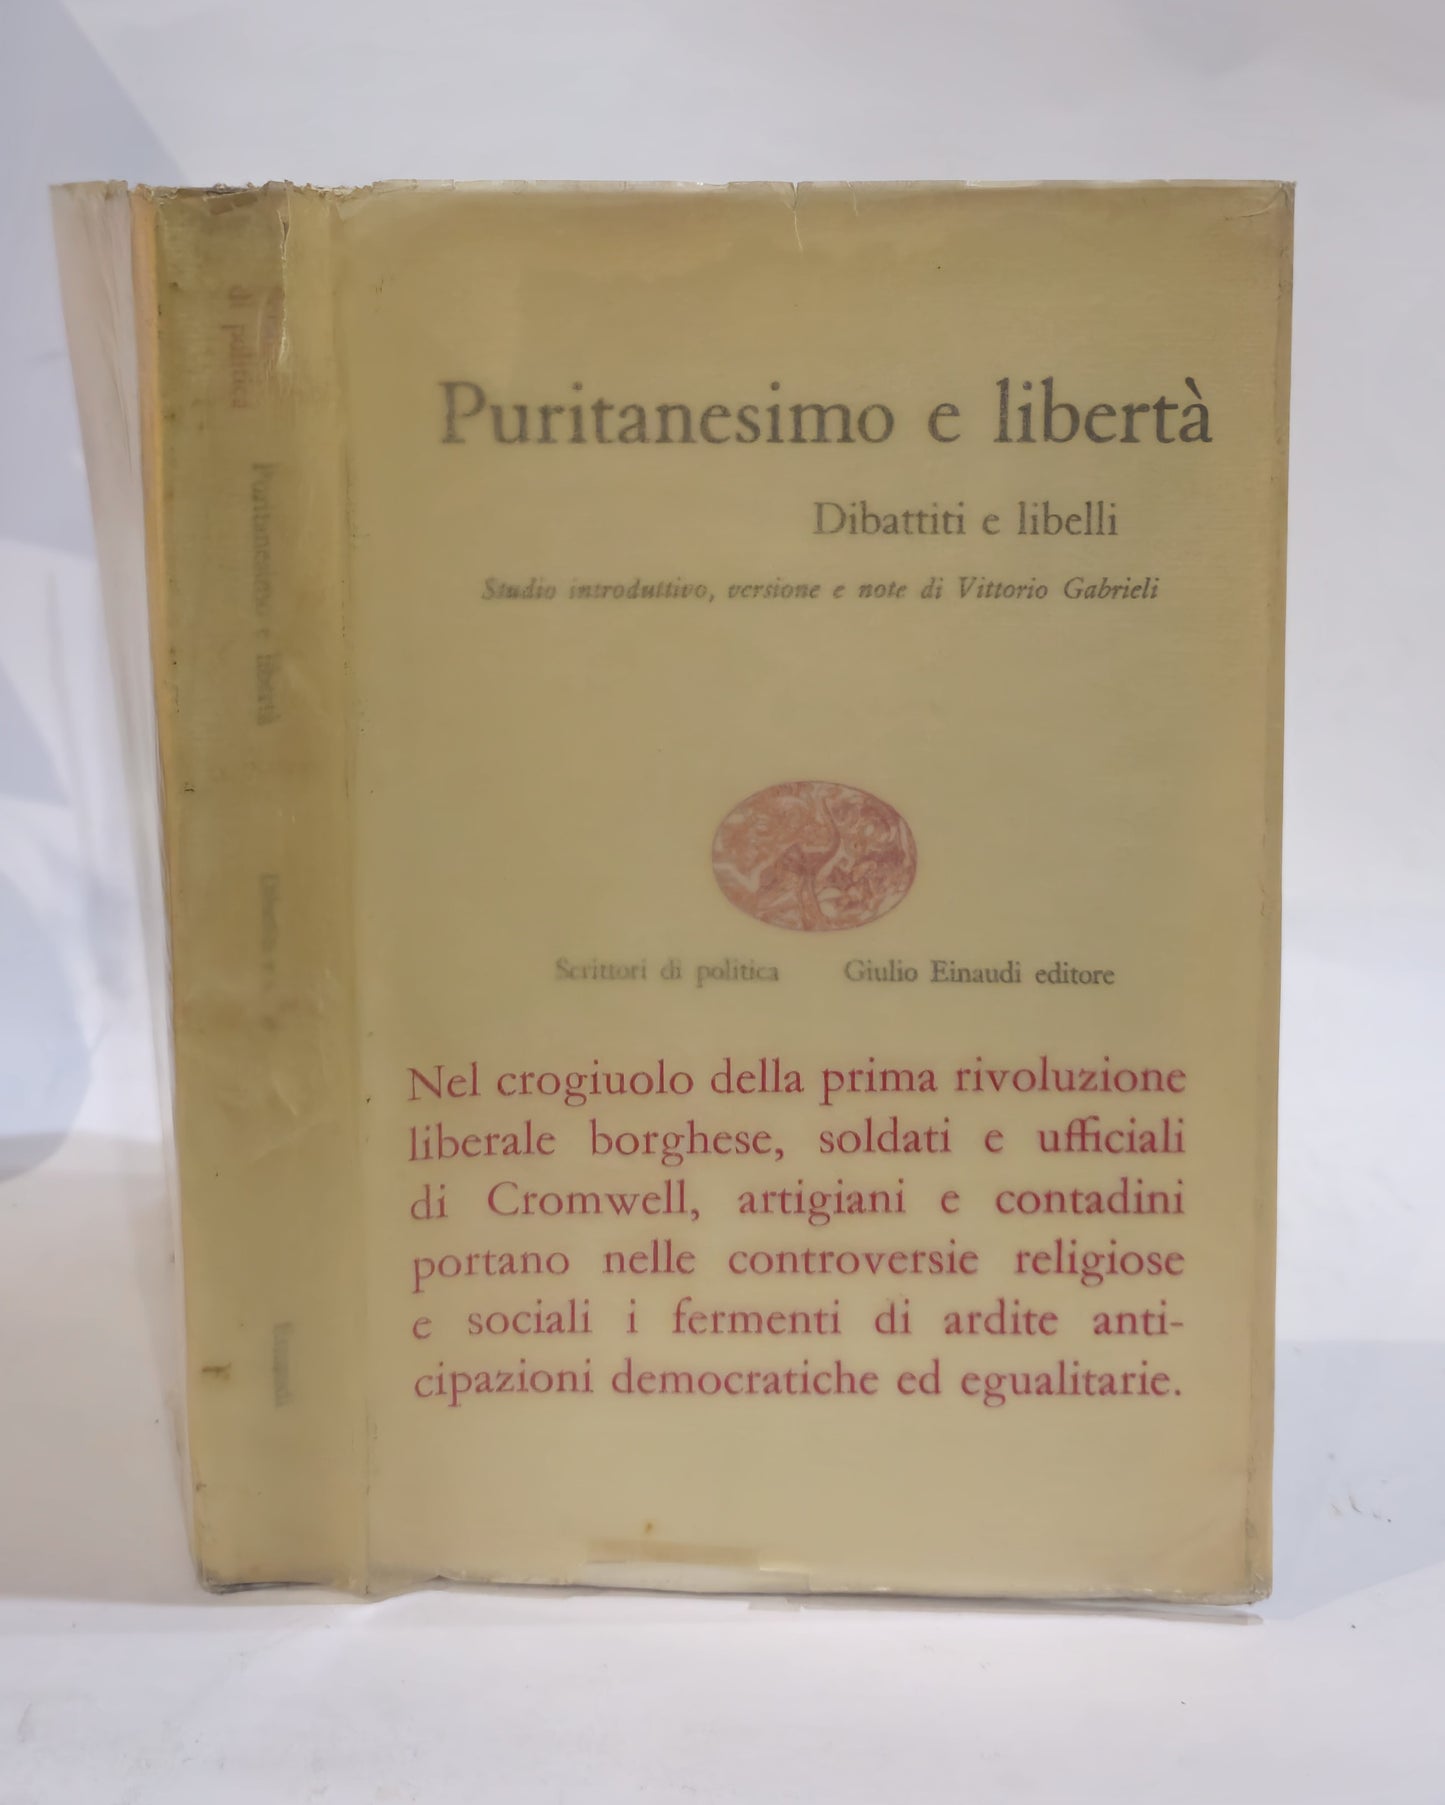 di politica
Puritanesimo e libertà
Einaudi
Puritanesimo e libertà
Dibattiti e libelli
Studio introduttivo, versione e note di Vittorio Gabrieli
Scrittori di politica Giulio Einaudi editore
Nel crogiuolo della prima rivoluzione
liberale borghese, soldati e ufficiali
di Cromwell, artigiani e contadini
portano nelle controversie religiose
e sociali i fermenti di ardite anti-
cipazioni democratiche ed egualitarie.